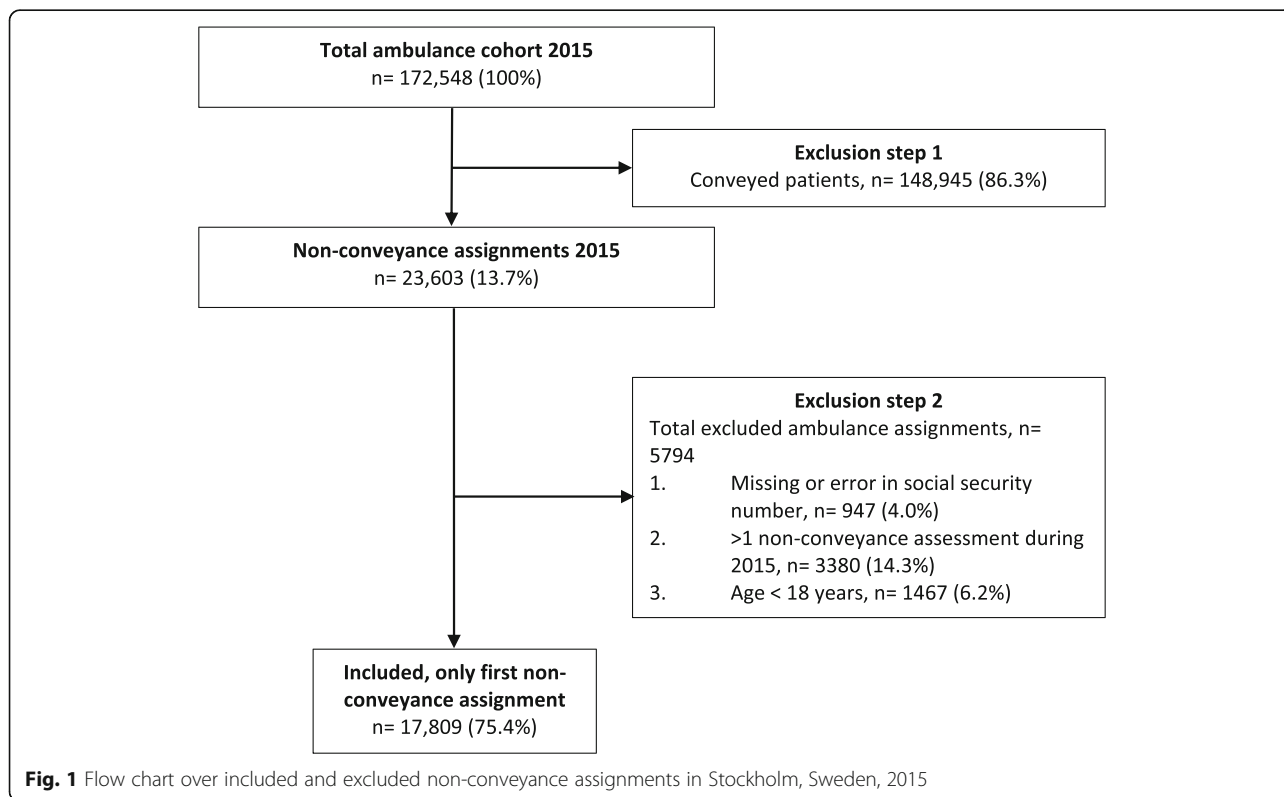 Total ambulance cohort 2015
n= 172,548 (100%)
Exclusion step 1
Conveyed patients, n= 148,945 (86.3%)
Non-conveyance assignments 2015
n= 23,603 (13.7%)
Exclusion step 2
Total excluded ambulance assignments, n=
5794
1. Missing or error in social security
number, n= 947 (4.0%)
2. >1 non-conveyance assessment during
2015, n= 3380 (14.3%)
3. Age < 18 years, n= 1467 (6.2%)
Included, only first non-
conveyance assignment
n= 17,809 (75.4%)
Fig. 1 Flow chart over included and excluded non-conveyance assignments in Stockholm, Sweden, 2015